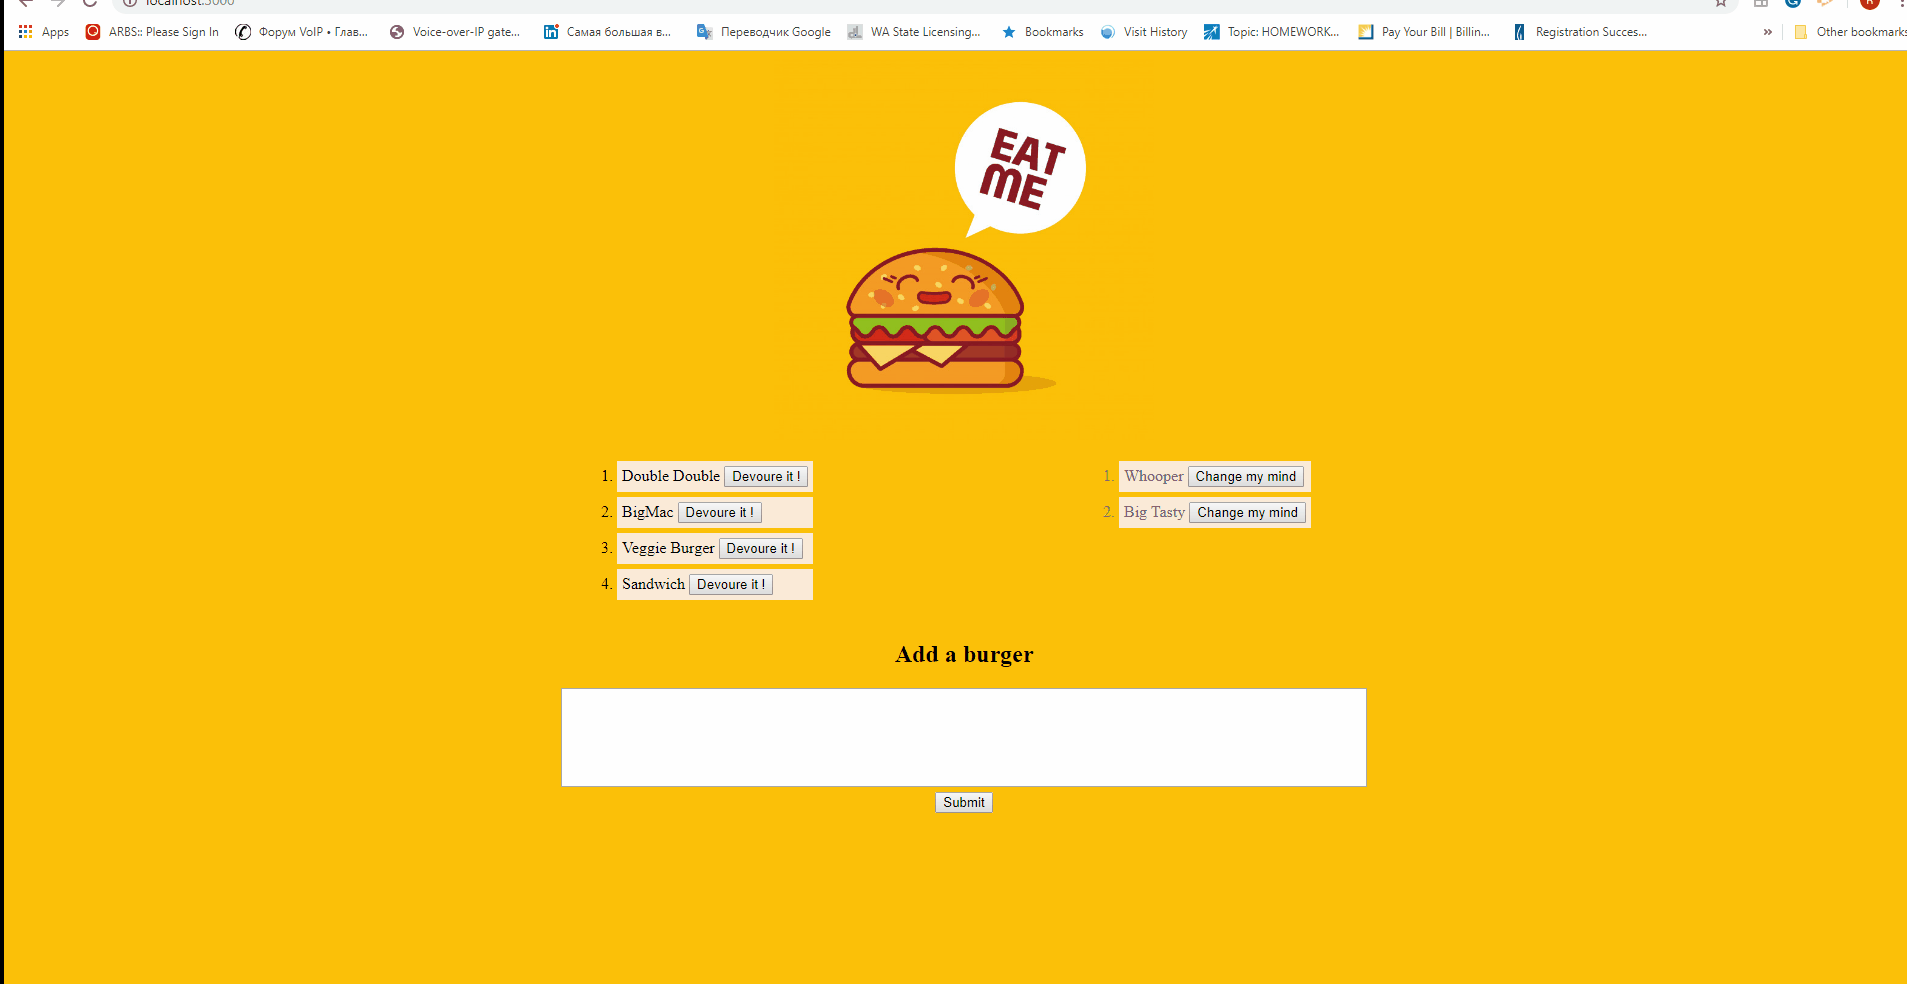 localhost:3000
Apps ARBS:: Please Sign In Форум VoIP • Глав... Voice-over-IP gate... Самая большая в... Переводчик Google WA State Licensing... Bookmarks Visit History Topic: HOMEWORK... Pay Your Bill | Billin... Registration Succes... » Other bookmarks
EAT
ME
1. Double Double Devoure it !
2. BigMac Devoure it !
3. Veggie Burger Devoure it !
4. Sandwich Devoure it !
1. Whooper Change my mind
2. Big Tasty Change my mind
Add a burger
Submit